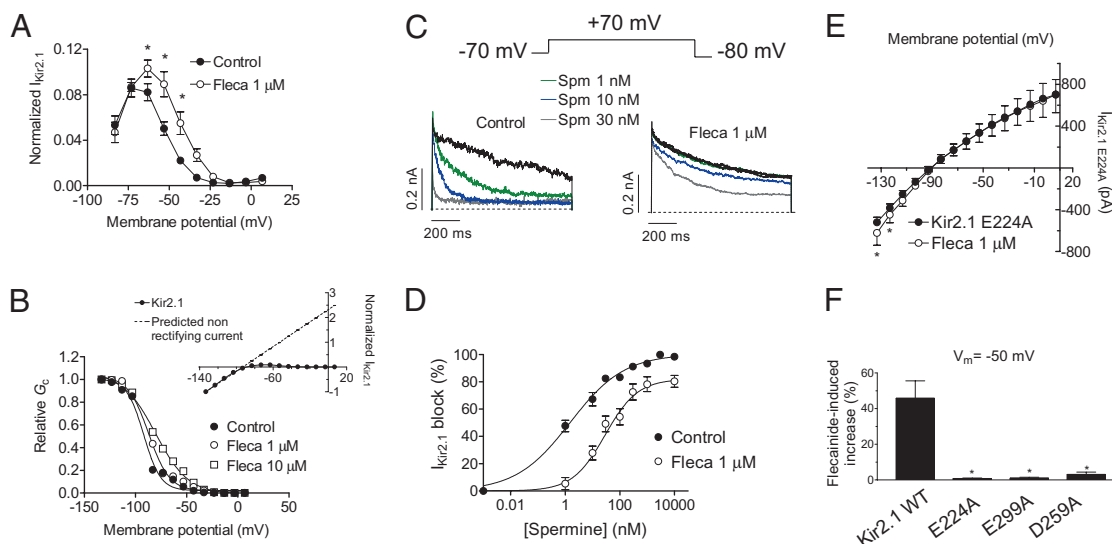 A
Normalized I Kir2.1
0.12
0.08
0.04
0.00
* * *
Control
Fleca 1 μM
-100 -75 -50 -25 0 25
Membrane potential (mV)
B
Kir2.1
Predicted non
rectifying current
Normalized I Kir2.1
3
2
1
-1
-140 -60 20
Relative Gc
1.2
1.0
0.8
0.6
0.4
0.2
0.0
Control
Fleca 1 μM
Fleca 10 μM
-150 -100 -50 0 50
Membrane potential (mV)
C
+70 mV
-70 mV
-80 mV
Spm 1 nM
Spm 10 nM
Spm 30 nM
Control
Fleca 1 μM
0.2 nA
200 ms
0.2 nA
200 ms
D
I Kir2.1 block (%)
100
80
60
40
20
0
Control
Fleca 1 μM
0.01 1 100 10000
[Spermine] (nM)
E
Membrane potential (mV)
800
400
-400
-800
I Kir2.1 E224A (pA)
-130 -90 -50 -10 20
Kir2.1 E224A
Fleca 1 μM
* *
F
Vm= -50 mV
Flecainide-induced
increase (%)
60
40
20
0
* * *
Kir2.1 WT
E224A
E299A
D259A